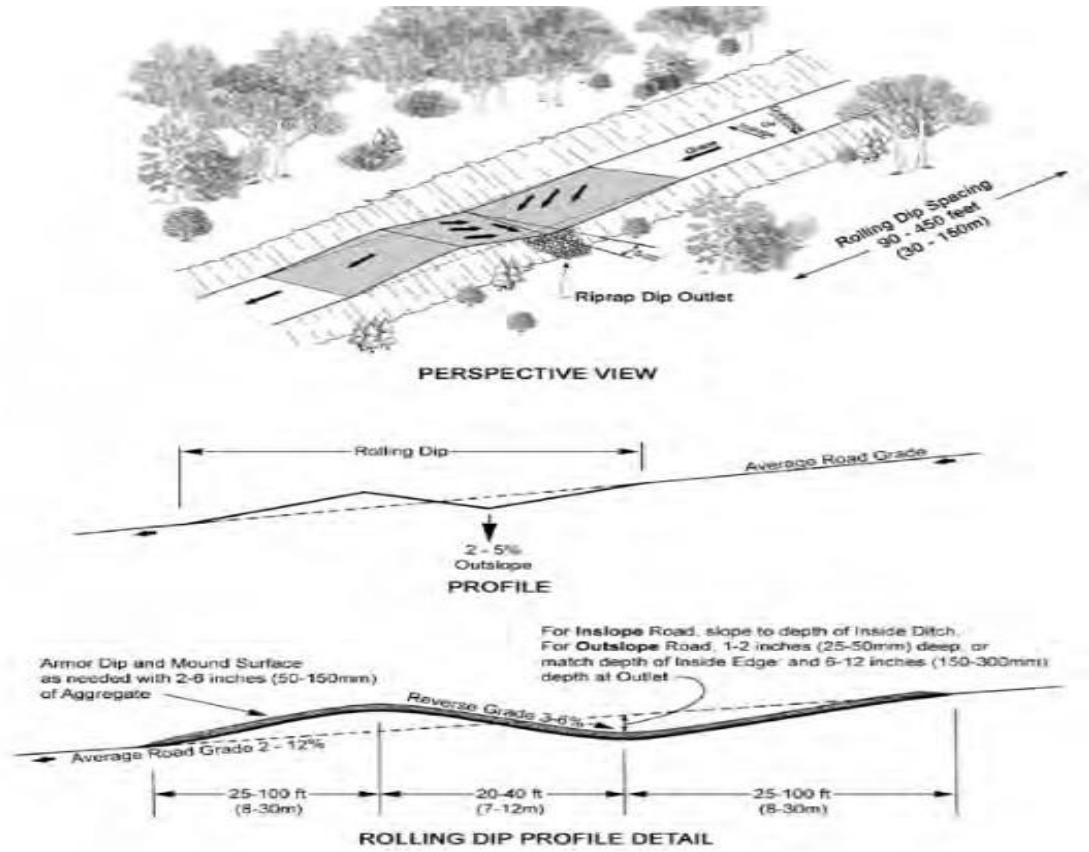 Grade
Rolling Dip Spacing
90 - 450 feet
(30 - 150m)
Riprap Dip Outlet
PERSPECTIVE VIEW
Rolling Dip
Average Road Grade
2 - 5%
Outslope
PROFILE
For Inslope Road, slope to depth of Inside Ditch.
For Outslope Road, 1-2 inches (25-50mm) deep, or
match depth of Inside Edge and 6-12 inches (150-300mm)
depth at Outlet
Armor Dip and Mound Surface
as needed with 2-6 inches (50-150mm)
of Aggregate
Reverse Grade 3-6%
Average Road Grade 2 - 12%
25-100 ft
(8-30m)
20-40 ft
(7-12m)
25-100 ft
(8-30m)
ROLLING DIP PROFILE DETAIL